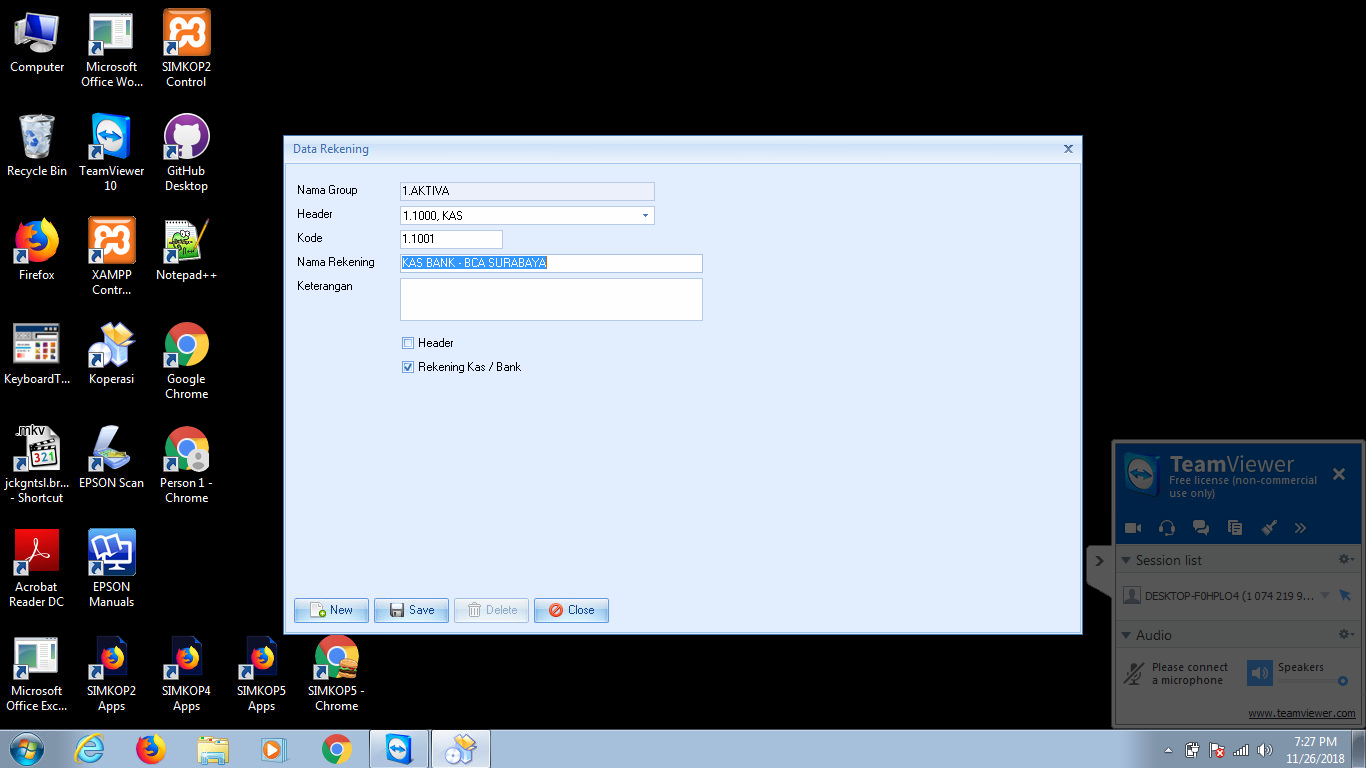 Computer
Microsoft
Office Wo...
SIMKOP2
Control
Recycle Bin
TeamViewer
10
GitHub
Desktop
Firefox
XAMPP
Contr...
Notepad++
KeyboardT...
Koperasi
Google
Chrome
.mkv
321
jckgntsl.br...
- Shortcut
EPSON Scan
Person 1 -
Chrome
Acrobat
Reader DC
EPSON
Manuals
Microsoft
Office Exc...
SIMKOP2
Apps
SIMKOP4
Apps
SIMKOP5
Apps
SIMKOP5 -
Chrome
Data Rekening
Nama Group 1.AKTIVA
Header 1.1000, KAS
Kode 1.1001
Nama Rekening KAS BANK - BCA SURABAYA
Keterangan
Header
Rekening Kas / Bank
New Save Delete Close
TeamViewer
Free license (non-commercial
use only)
Session list
DESKTOP-F0HPLO4 (1 074 219 9...
Audio
Please connect
a microphone
Speakers
www.teamviewer.com
7:27 PM
11/26/2018